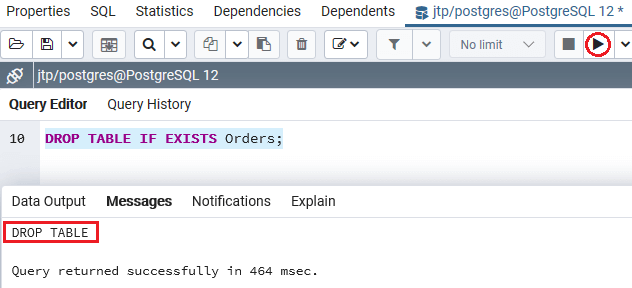 Properties SQL Statistics Dependencies Dependents jtp/postgres@PostgreSQL 12 *
No limit
jtp/postgres@PostgreSQL 12
Query Editor Query History
10 DROP TABLE IF EXISTS Orders;
Data Output Messages Notifications Explain
DROP TABLE
Query returned successfully in 464 msec.